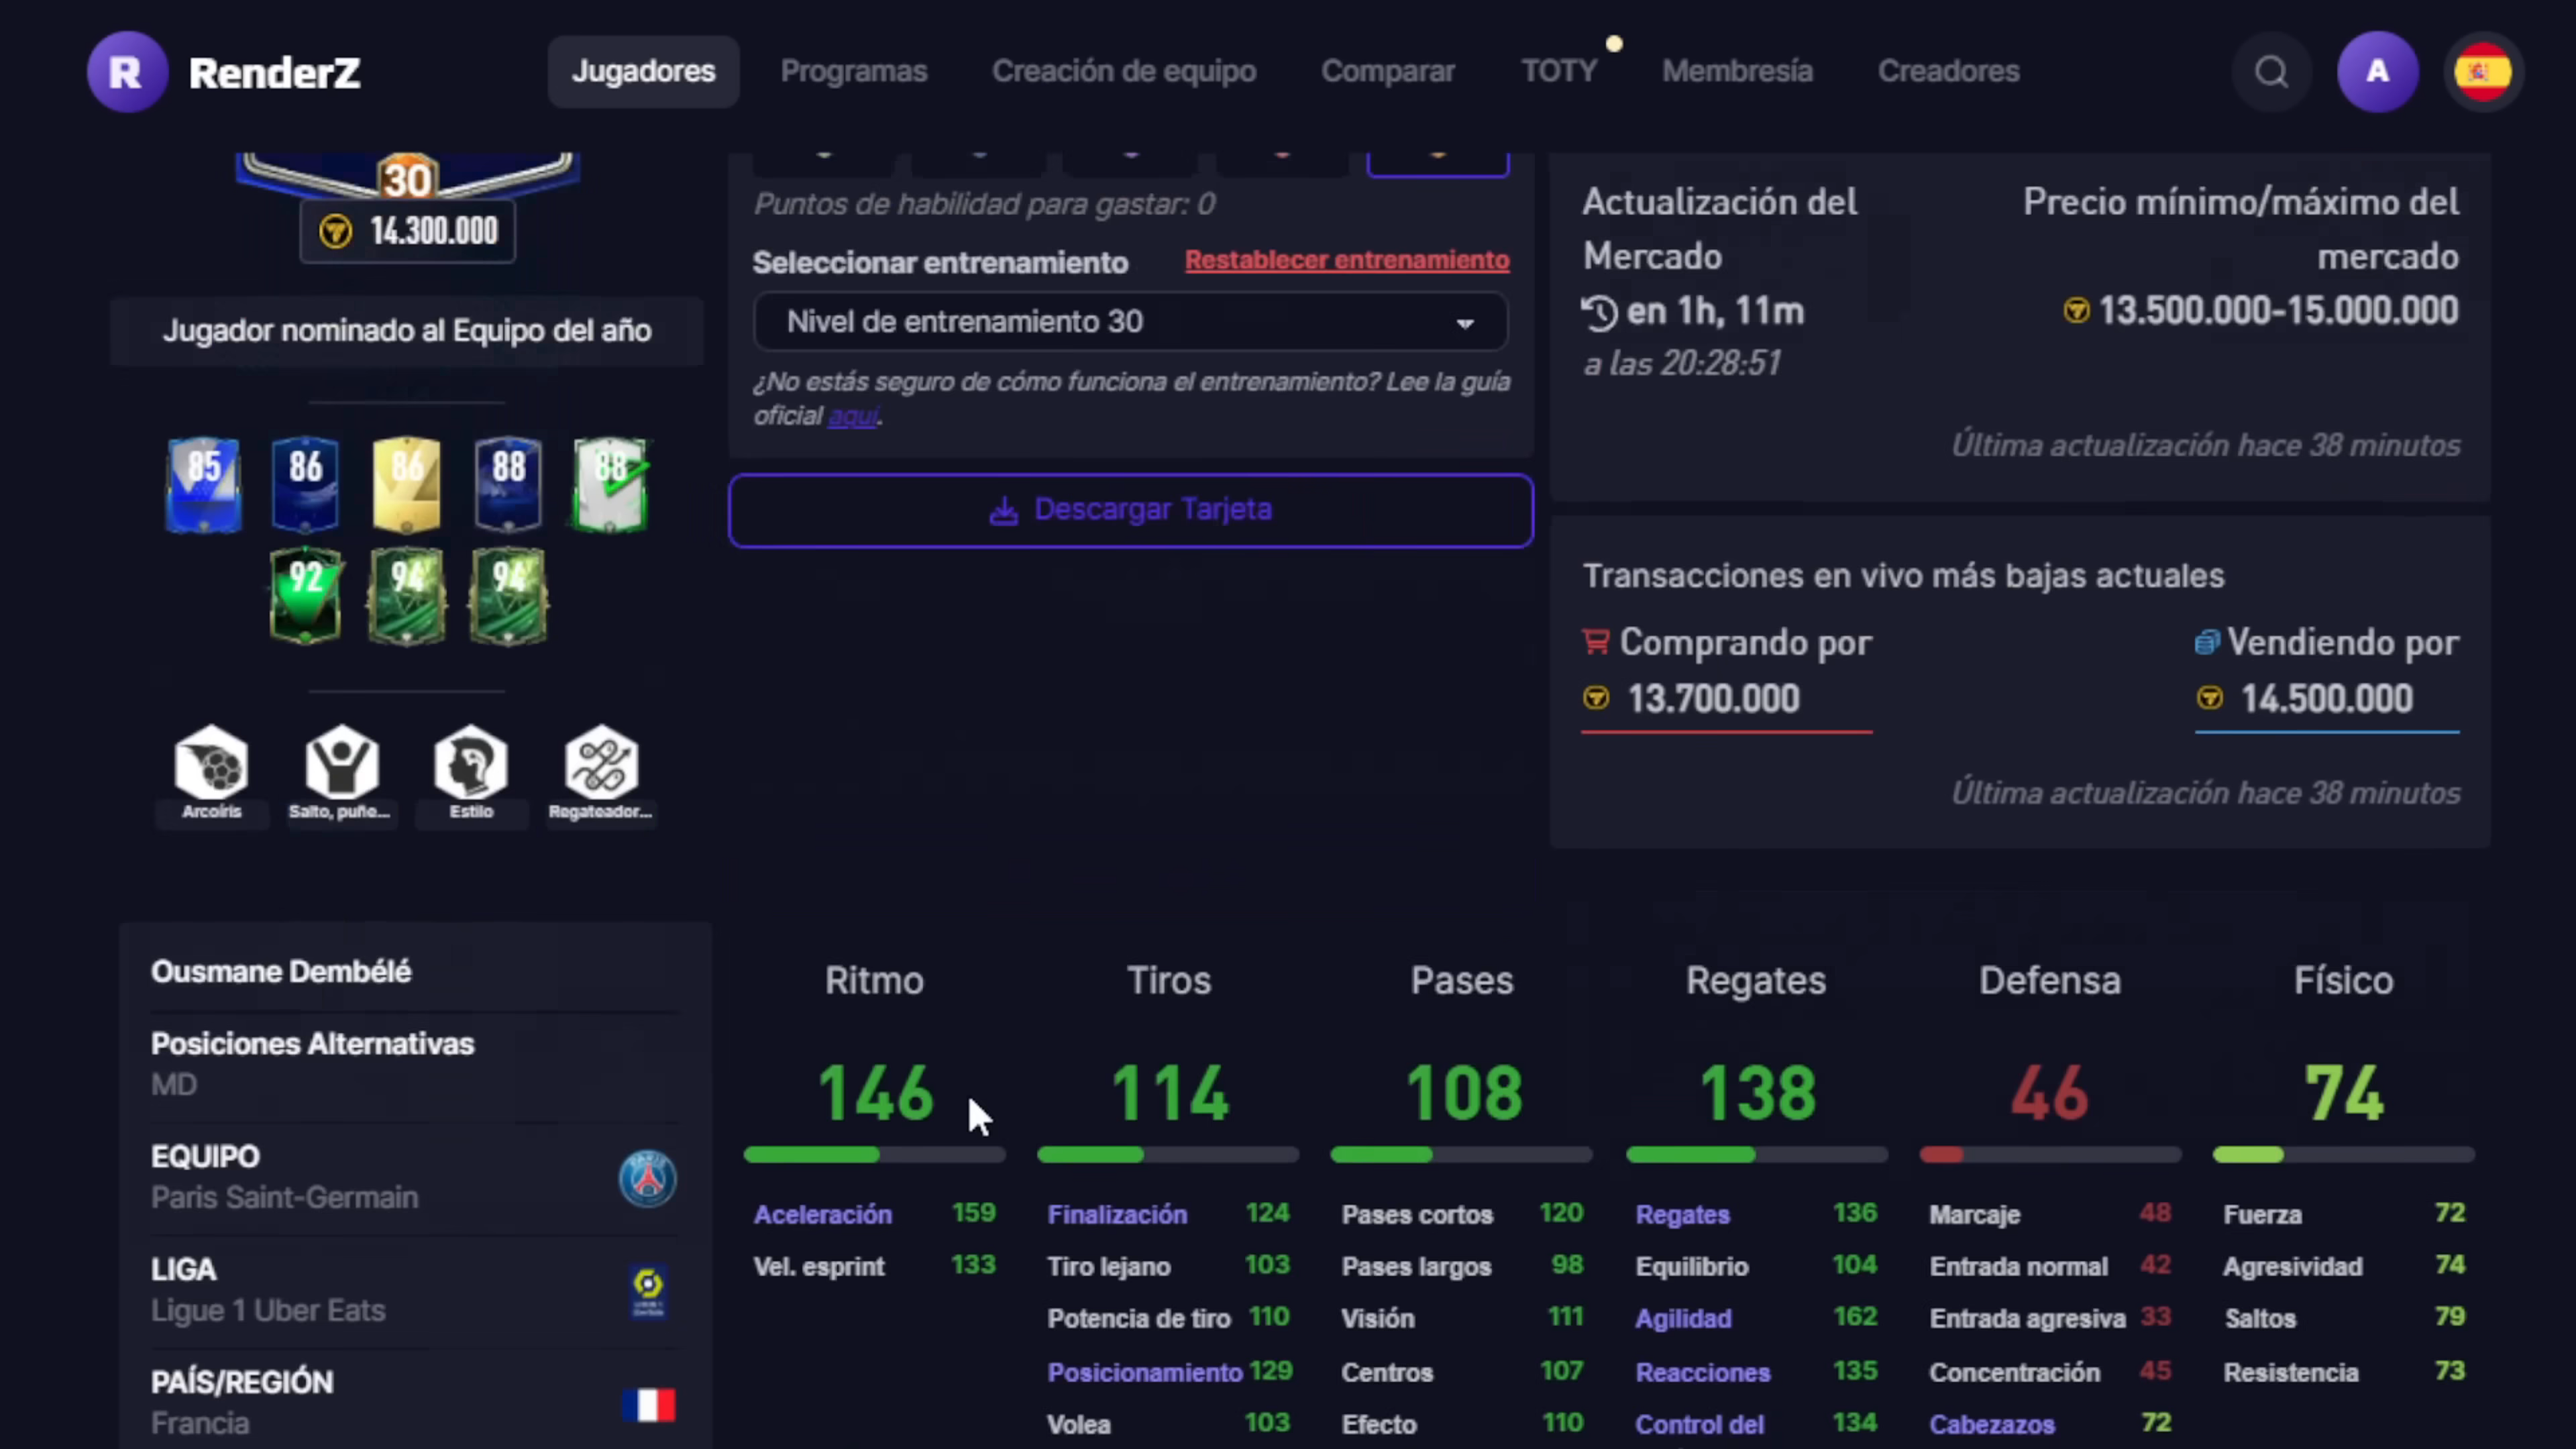 R RenderZ Jugadores Programas Creación de equipo Comparar TOTY Membresía Creadores A
30
14.300.000
Jugador nominado al Equipo del año
85 86 86 88 88
92 94 94
Arcoíris Salto, puñe... Estilo Regateador...
Puntos de habilidad para gastar: 0
Seleccionar entrenamiento Restablecer entrenamiento
Nivel de entrenamiento 30
¿No estás seguro de cómo funciona el entrenamiento? Lee la guía
oficial aquí.
Descargar Tarjeta
Actualización del
Mercado
en 1h, 11m
a las 20:28:51
Precio mínimo/máximo del
mercado
13.500.000-15.000.000
Última actualización hace 38 minutos
Transacciones en vivo más bajas actuales
Comprando por
13.700.000
Vendiendo por
14.500.000
Última actualización hace 38 minutos
Ousmane Dembélé
Posiciones Alternativas
MD
EQUIPO
Paris Saint-Germain
LIGA
Ligue 1 Uber Eats
PAÍS/REGIÓN
Francia
Ritmo
146
Aceleración 159
Vel. esprint 133
Tiros
114
Finalización 124
Tiro lejano 103
Potencia de tiro 110
Posicionamiento 129
Volea 103
Pases
108
Pases cortos 120
Pases largos 98
Visión 111
Centros 107
Efecto 110
Regates
138
Regates 136
Equilibrio 104
Agilidad 162
Reacciones 135
Control del 134
Defensa
46
Marcaje 48
Entrada normal 42
Entrada agresiva 33
Concentración 45
Cabezazos 72
Físico
74
Fuerza 72
Agresividad 74
Saltos 79
Resistencia 73